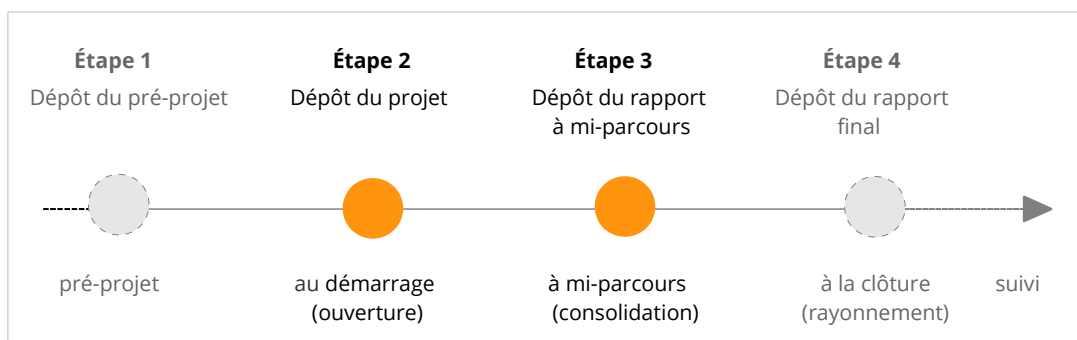 Étape 1
Dépôt du pré-projet
Étape 2
Dépôt du projet
Étape 3
Dépôt du rapport
à mi-parcours
Étape 4
Dépôt du rapport
final
pré-projet
au démarrage
(ouverture)
à mi-parcours
(consolidation)
à la clôture
(rayonnement)
suivi